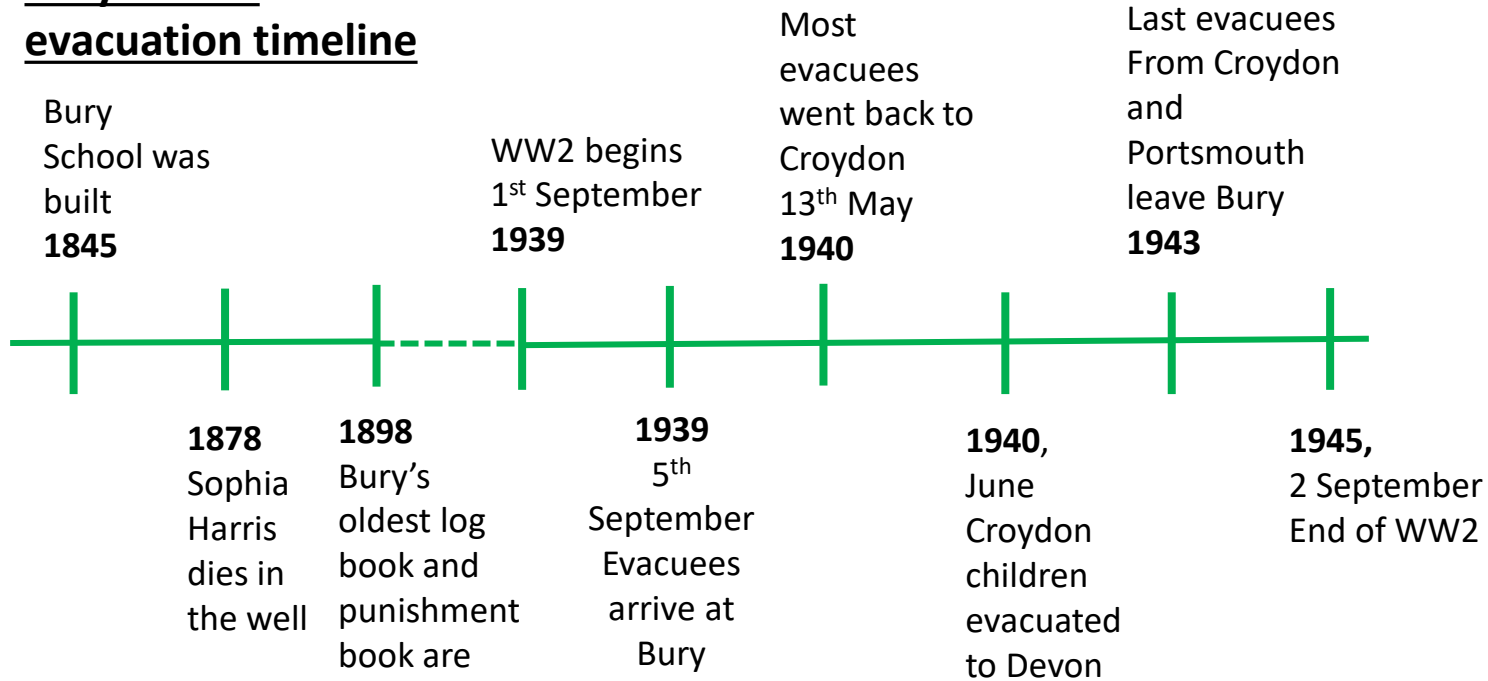 evacuation timeline
Bury
School was
built
1845
WW2 begins
1st September
1939
Most
evacuees
went back to
Croydon
13th May
1940
Last evacuees
From Croydon
and
Portsmouth
leave Bury
1943
1878
Sophia
Harris
dies in
the well
1898
Bury’s
oldest log
book and
punishment
book are
1939
5th
September
Evacuees
arrive at
Bury
1940,
June
Croydon
children
evacuated
to Devon
1945,
2 September
End of WW2